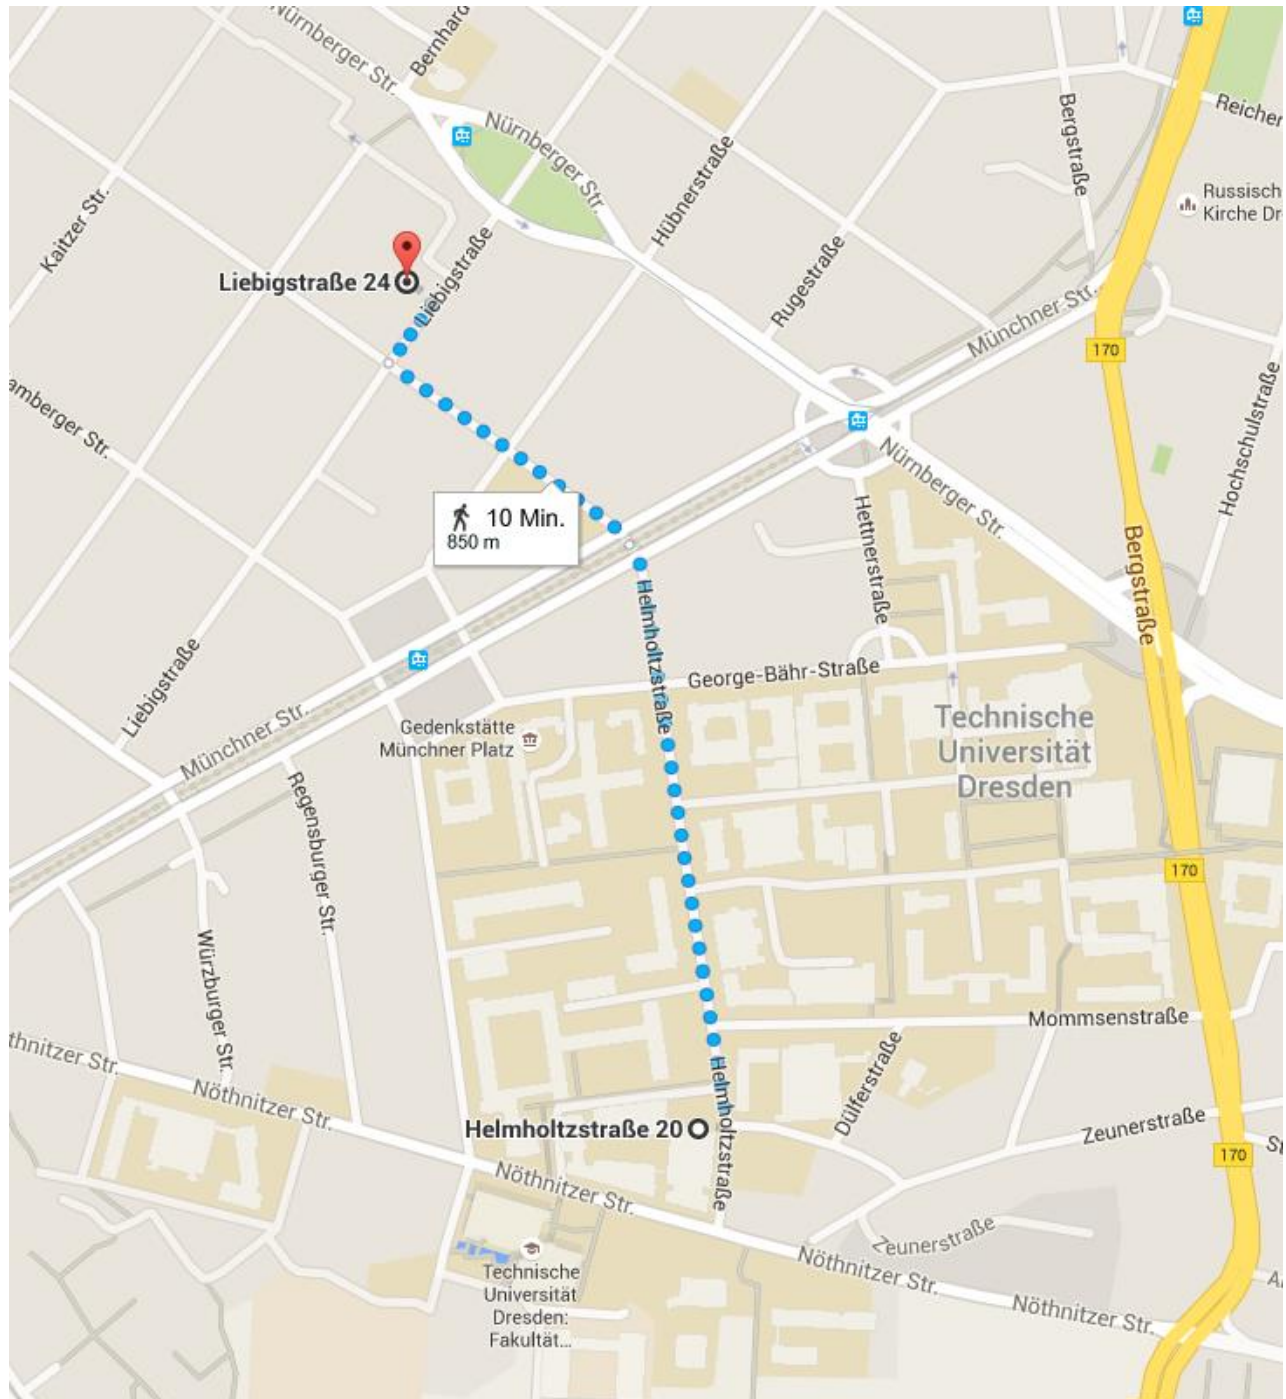 Nürnberger Str.
Bernhard
Nürnberger Str.
Hübnerstraße
Bergstraße
Reicher
Russisch
Kirche Dr
Kaitzer Str.
Liebigstraße 24
Liebigstraße
Rugestraße
Münchner Str.
170
Hochschulstraße
amberger Str.
Nürnberger Str.
10 Min.
850 m
Hettnerstraße
Bergstraße
Helmholtzstraße
George-Bähr-Straße
Liebigstraße
Münchner Str.
Gedenkstätte
Münchner Platz
Technische
Universität
Dresden
Regensburger Str.
170
Würzburger Str.
Mommsenstraße
thnitzer Str.
Nöthnitzer Str.
Helmholtzstraße
Dülferstraße
Helmholtzstraße 20
Zeunerstraße
St
170
Nöthnitzer Str.
Zeunerstraße
Technische
Universität
Dresden:
Fakultät...
Nöthnitzer Str.
Nöthnitzer Str.